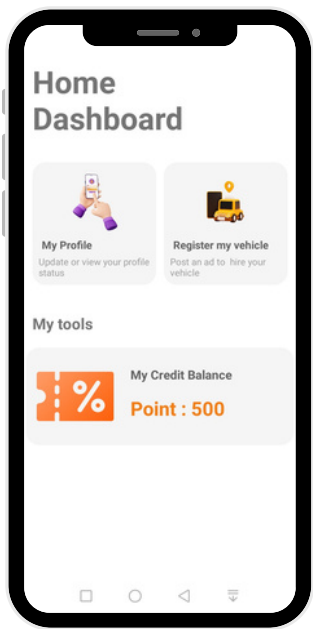 Home
Dashboard
My Profile
Update or view your profile
status
Register my vehicle
Post an ad to hire your
vehicle
My tools
%
My Credit Balance
Point : 500